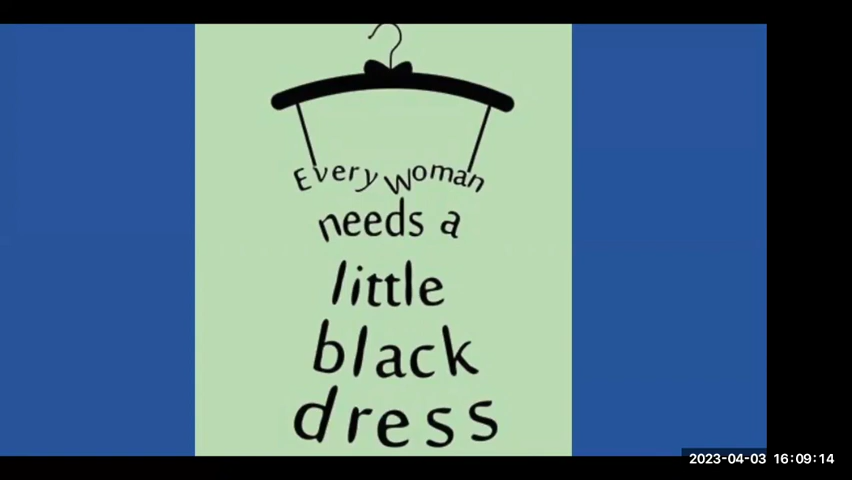 Every Woman
needs a
little
black
dress
2023-04-03 16:09:14